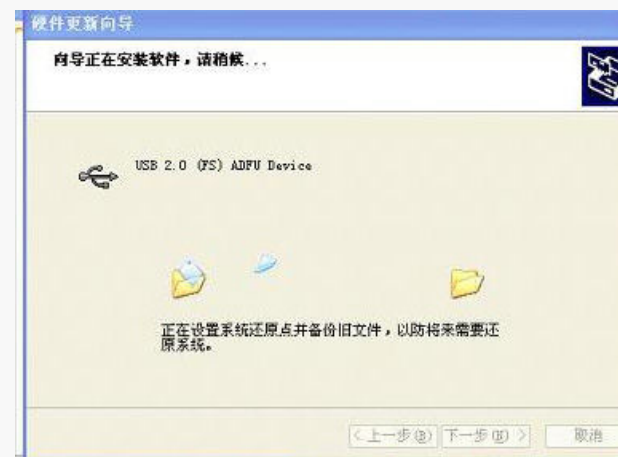 硬件更新向导
向导正在安装软件，请稍候...
USB 2.0 (FS) ADFU Device
正在设置系统还原点并备份旧文件，以防将来需要还
原系统。
< 上一步(B) 下一步(N) > 取消